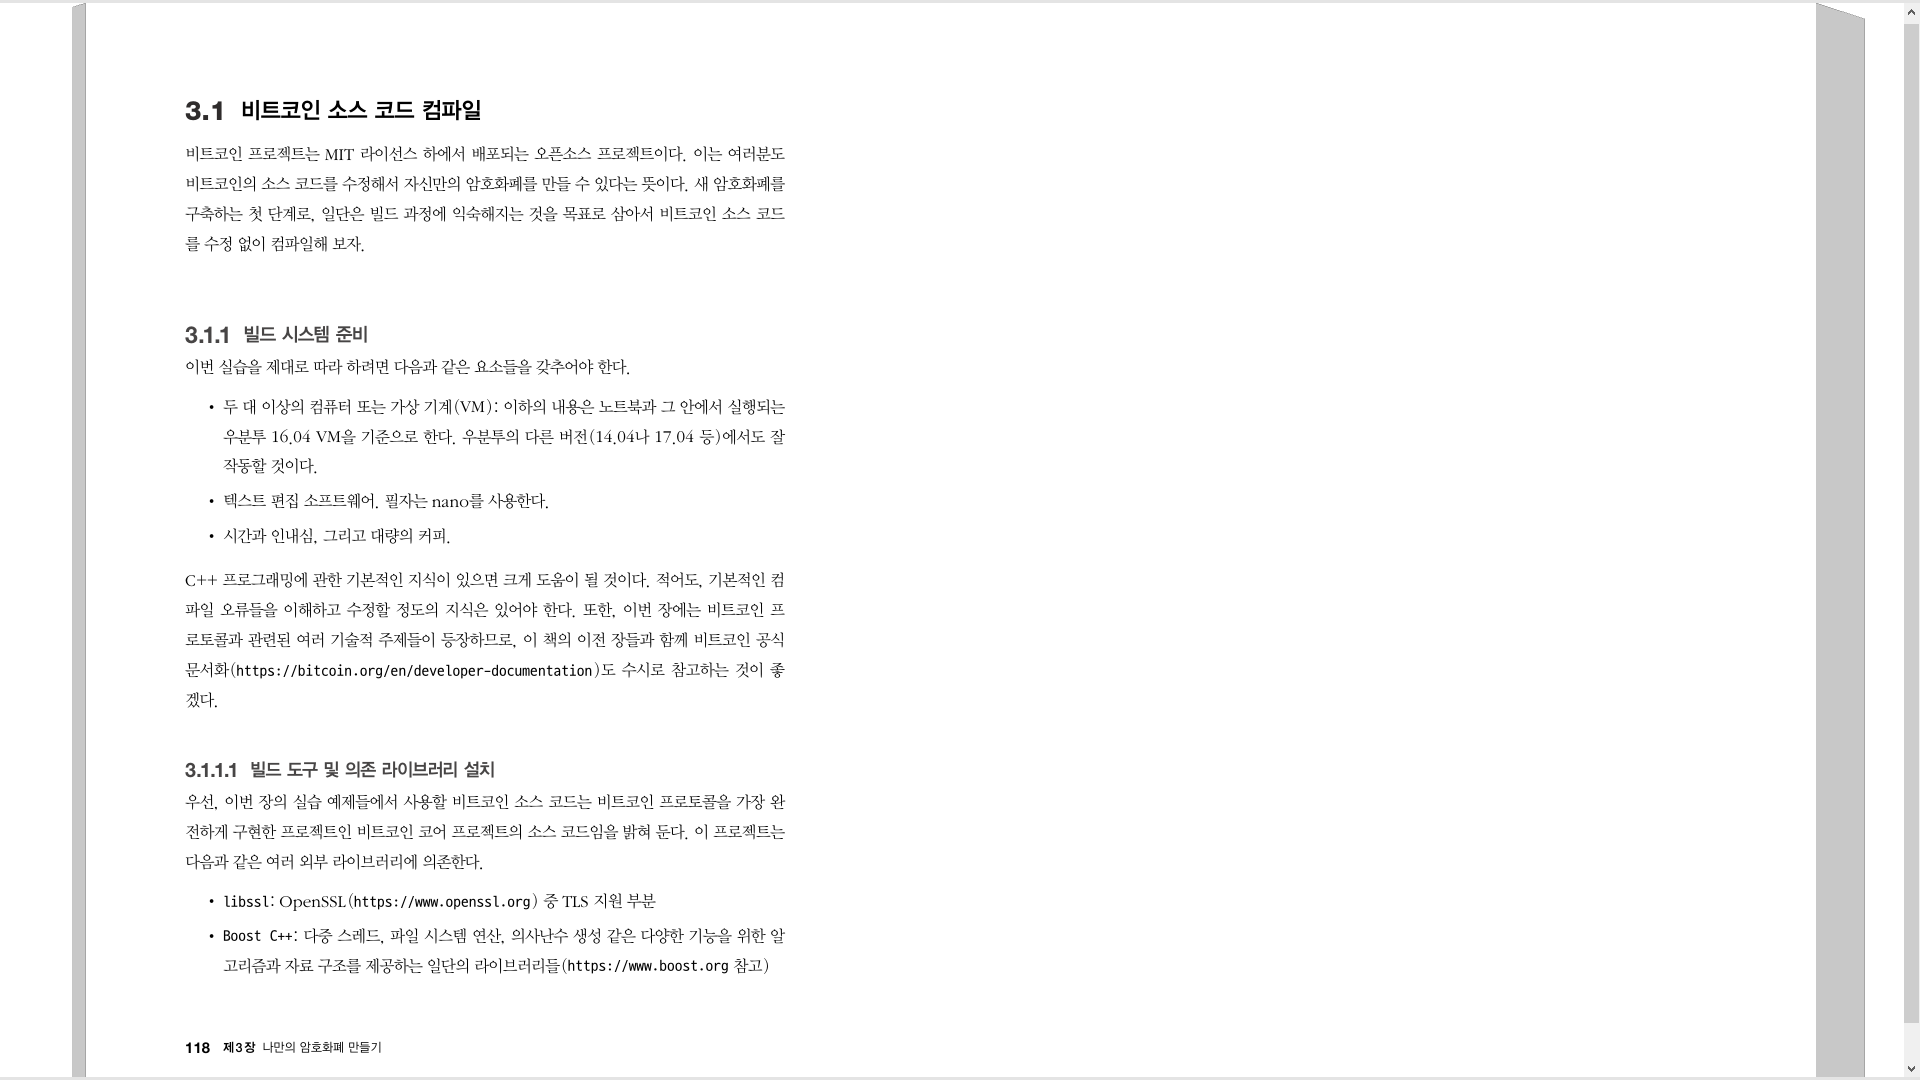 3.1 비트코인 소스 코드 컴파일
비트코인 프로젝트는 MIT 라이선스 하에서 배포되는 오픈소스 프로젝트이다. 이는 여러분도
비트코인의 소스 코드를 수정해서 자신만의 암호화폐를 만들 수 있다는 뜻이다. 새 암호화폐를
구축하는 첫 단계로, 일단은 빌드 과정에 익숙해지는 것을 목표로 삼아서 비트코인 소스 코드
를 수정 없이 컴파일해 보자.
3.1.1 빌드 시스템 준비
이번 실습을 제대로 따라 하려면 다음과 같은 요소들을 갖추어야 한다.
• 두 대 이상의 컴퓨터 또는 가상 기계(VM): 이하의 내용은 노트북과 그 안에서 실행되는
우분투 16.04 VM을 기준으로 한다. 우분투의 다른 버전(14.04나 17.04 등)에서도 잘
작동할 것이다.
• 텍스트 편집 소프트웨어. 필자는 nano를 사용한다.
• 시간과 인내심, 그리고 대량의 커피.
C++ 프로그래밍에 관한 기본적인 지식이 있으면 크게 도움이 될 것이다. 적어도, 기본적인 컴
파일 오류들을 이해하고 수정할 정도의 지식은 있어야 한다. 또한, 이번 장에는 비트코인 프
로토콜과 관련된 여러 기술적 주제들이 등장하므로, 이 책의 이전 장들과 함께 비트코인 공식
문서화(https://bitcoin.org/en/developer-documentation)도 수시로 참고하는 것이 좋
겠다.
3.1.1.1 빌드 도구 및 의존 라이브러리 설치
우선, 이번 장의 실습 예제들에서 사용할 비트코인 소스 코드는 비트코인 프로토콜을 가장 완
전하게 구현한 프로젝트인 비트코인 코어 프로젝트의 소스 코드임을 밝혀 둔다. 이 프로젝트는
다음과 같은 여러 외부 라이브러리에 의존한다.
• libssl: OpenSSL(https://www.openssl.org) 중 TLS 지원 부분
• Boost C++: 다중 스레드, 파일 시스템 연산, 의사난수 생성 같은 다양한 기능을 위한 알
고리즘과 자료 구조를 제공하는 일단의 라이브러리들(https://www.boost.org 참고)
118 제3장 나만의 암호화폐 만들기